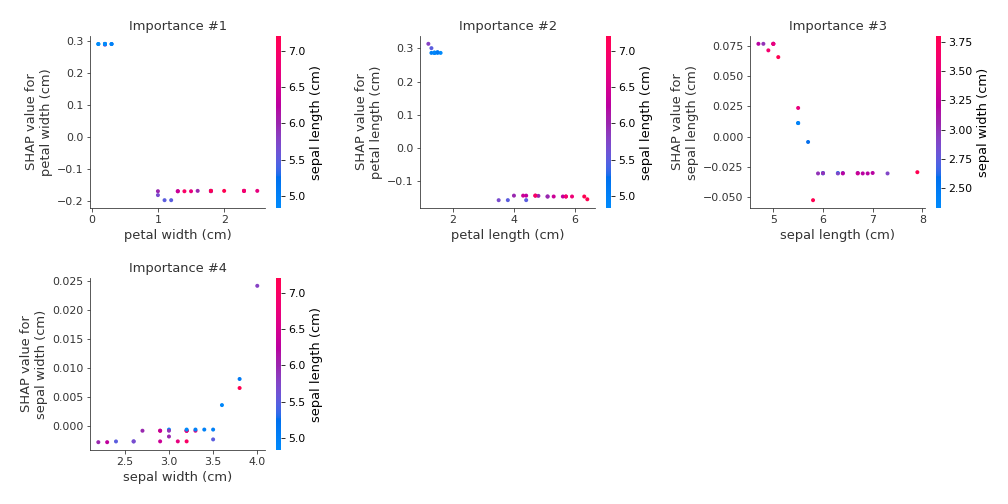 Importance #1
0.3
0.2
0.1
0.0
−0.1
−0.2
SHAP value for
petal width (cm)
0
1
2
petal width (cm)
7.0
6.5
6.0
5.5
5.0
sepal length (cm)
Importance #2
0.3
0.2
0.1
0.0
−0.1
SHAP value for
petal length (cm)
2
4
6
petal length (cm)
7.0
6.5
6.0
5.5
5.0
sepal length (cm)
Importance #3
0.075
0.050
0.025
0.000
−0.025
−0.050
SHAP value for
sepal length (cm)
5
6
7
8
sepal length (cm)
3.75
3.50
3.25
3.00
2.75
2.50
sepal width (cm)
Importance #4
0.025
0.020
0.015
0.010
0.005
0.000
SHAP value for
sepal width (cm)
2.5
3.0
3.5
4.0
sepal width (cm)
7.0
6.5
6.0
5.5
5.0
sepal length (cm)